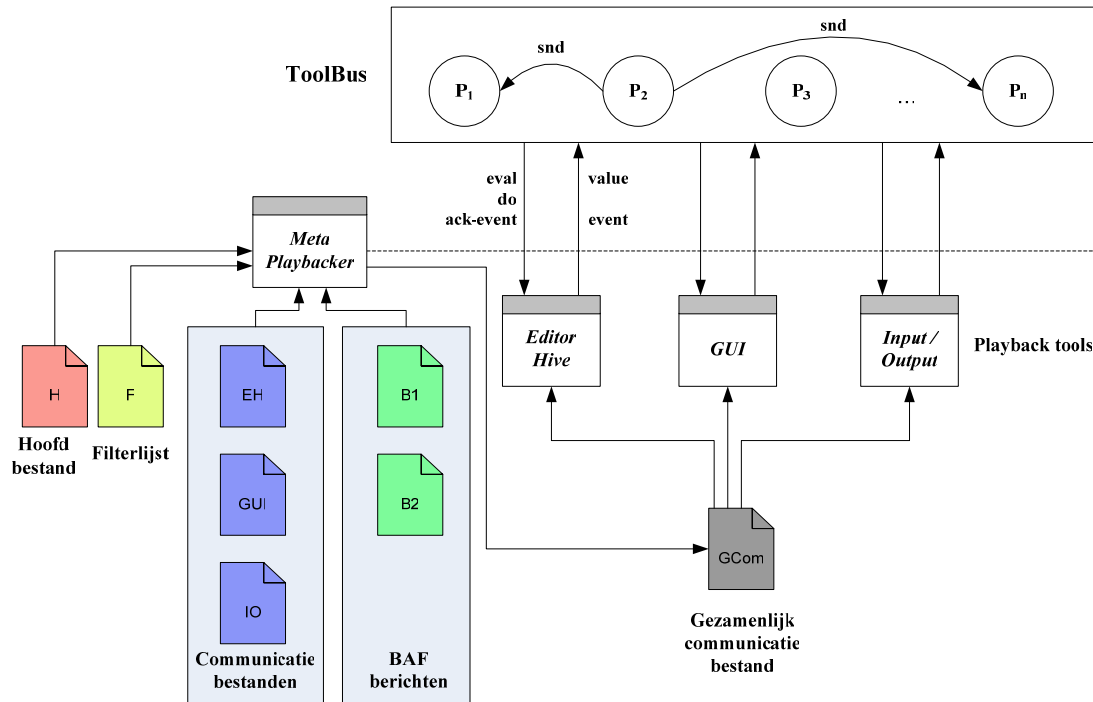 snd
snd
ToolBus
P1
P2
P3
...
Pn
eval
do
ack-event
value
event
Meta
Playbacker
Editor
Hive
GUI
Input /
Output
Playback tools
H
F
EH
B1
Hoofd
bestand
Filterlijst
GUI
B2
GCom
IO
Gezamenlijk
communicatie
bestand
Communicatie
bestanden
BAF
berichten